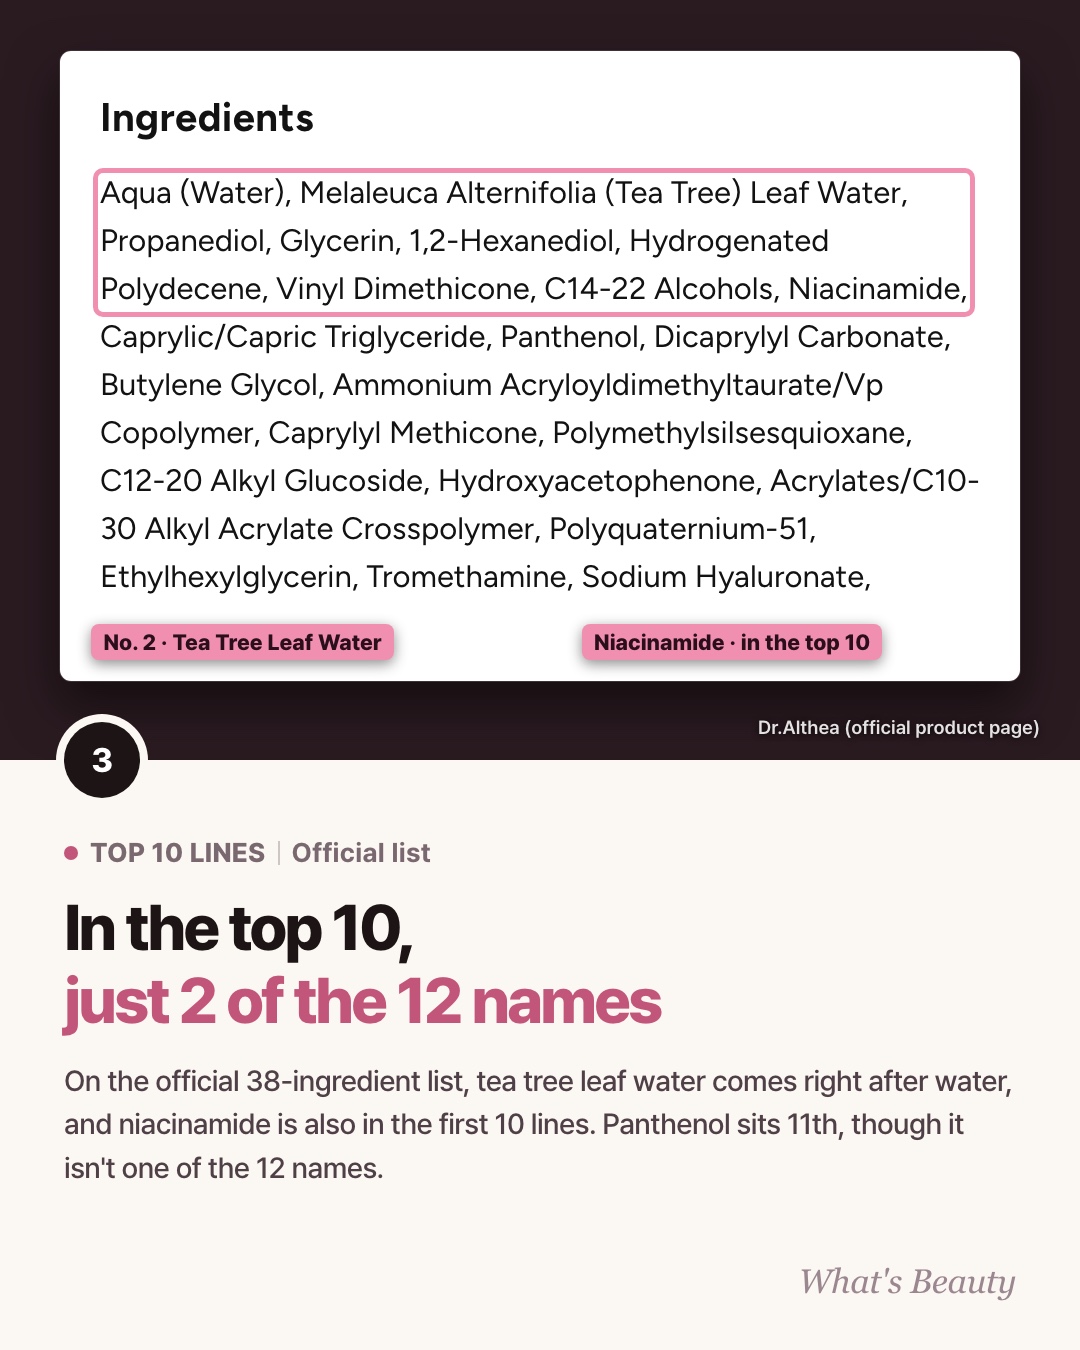 Ingredients
Aqua (Water), Melaleuca Alternifolia (Tea Tree) Leaf Water,
Propanediol, Glycerin, 1,2-Hexanediol, Hydrogenated
Polydecene, Vinyl Dimethicone, C14-22 Alcohols, Niacinamide,
Caprylic/Capric Triglyceride, Panthenol, Dicaprylyl Carbonate,
Butylene Glycol, Ammonium Acryloyldimethyltaurate/Vp
Copolymer, Caprylyl Methicone, Polymethylsilsesquioxane,
C12-20 Alkyl Glucoside, Hydroxyacetophenone, Acrylates/C10-
30 Alkyl Acrylate Crosspolymer, Polyquaternium-51,
Ethylhexylglycerin, Tromethamine, Sodium Hyaluronate,
No. 2 · Tea Tree Leaf Water
Niacinamide · in the top 10
Dr.Althea (official product page)
3
TOP 10 LINES | Official list
In the top 10,
just 2 of the 12 names
On the official 38-ingredient list, tea tree leaf water comes right after water,
and niacinamide is also in the first 10 lines. Panthenol sits 11th, though it
isn't one of the 12 names.
What's Beauty